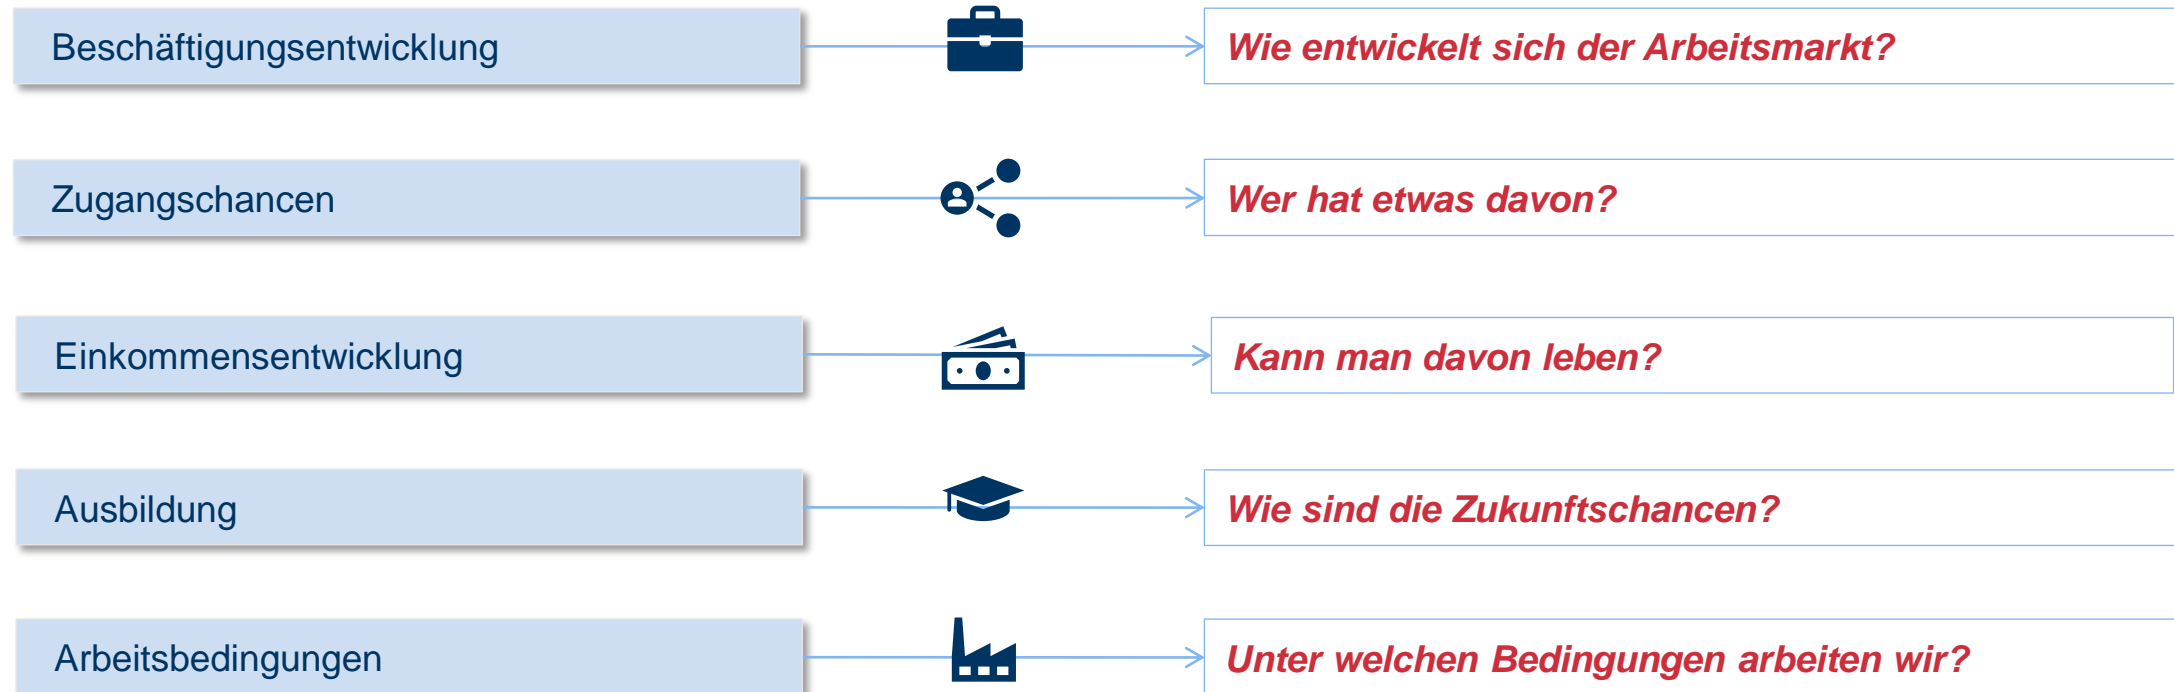 Beschäftigungsentwicklung
Wie entwickelt sich der Arbeitsmarkt?
Zugangschancen
Wer hat etwas davon?
Einkommensentwicklung
Kann man davon leben?
Ausbildung
Wie sind die Zukunftschancen?
Arbeitsbedingungen
Unter welchen Bedingungen arbeiten wir?